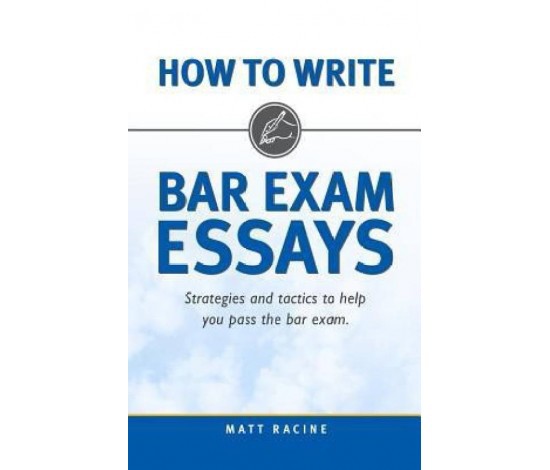 HOW TO WRITE
BAR EXAM
ESSAYS
Strategies and tactics to help
you pass the bar exam.
MATT RACINE